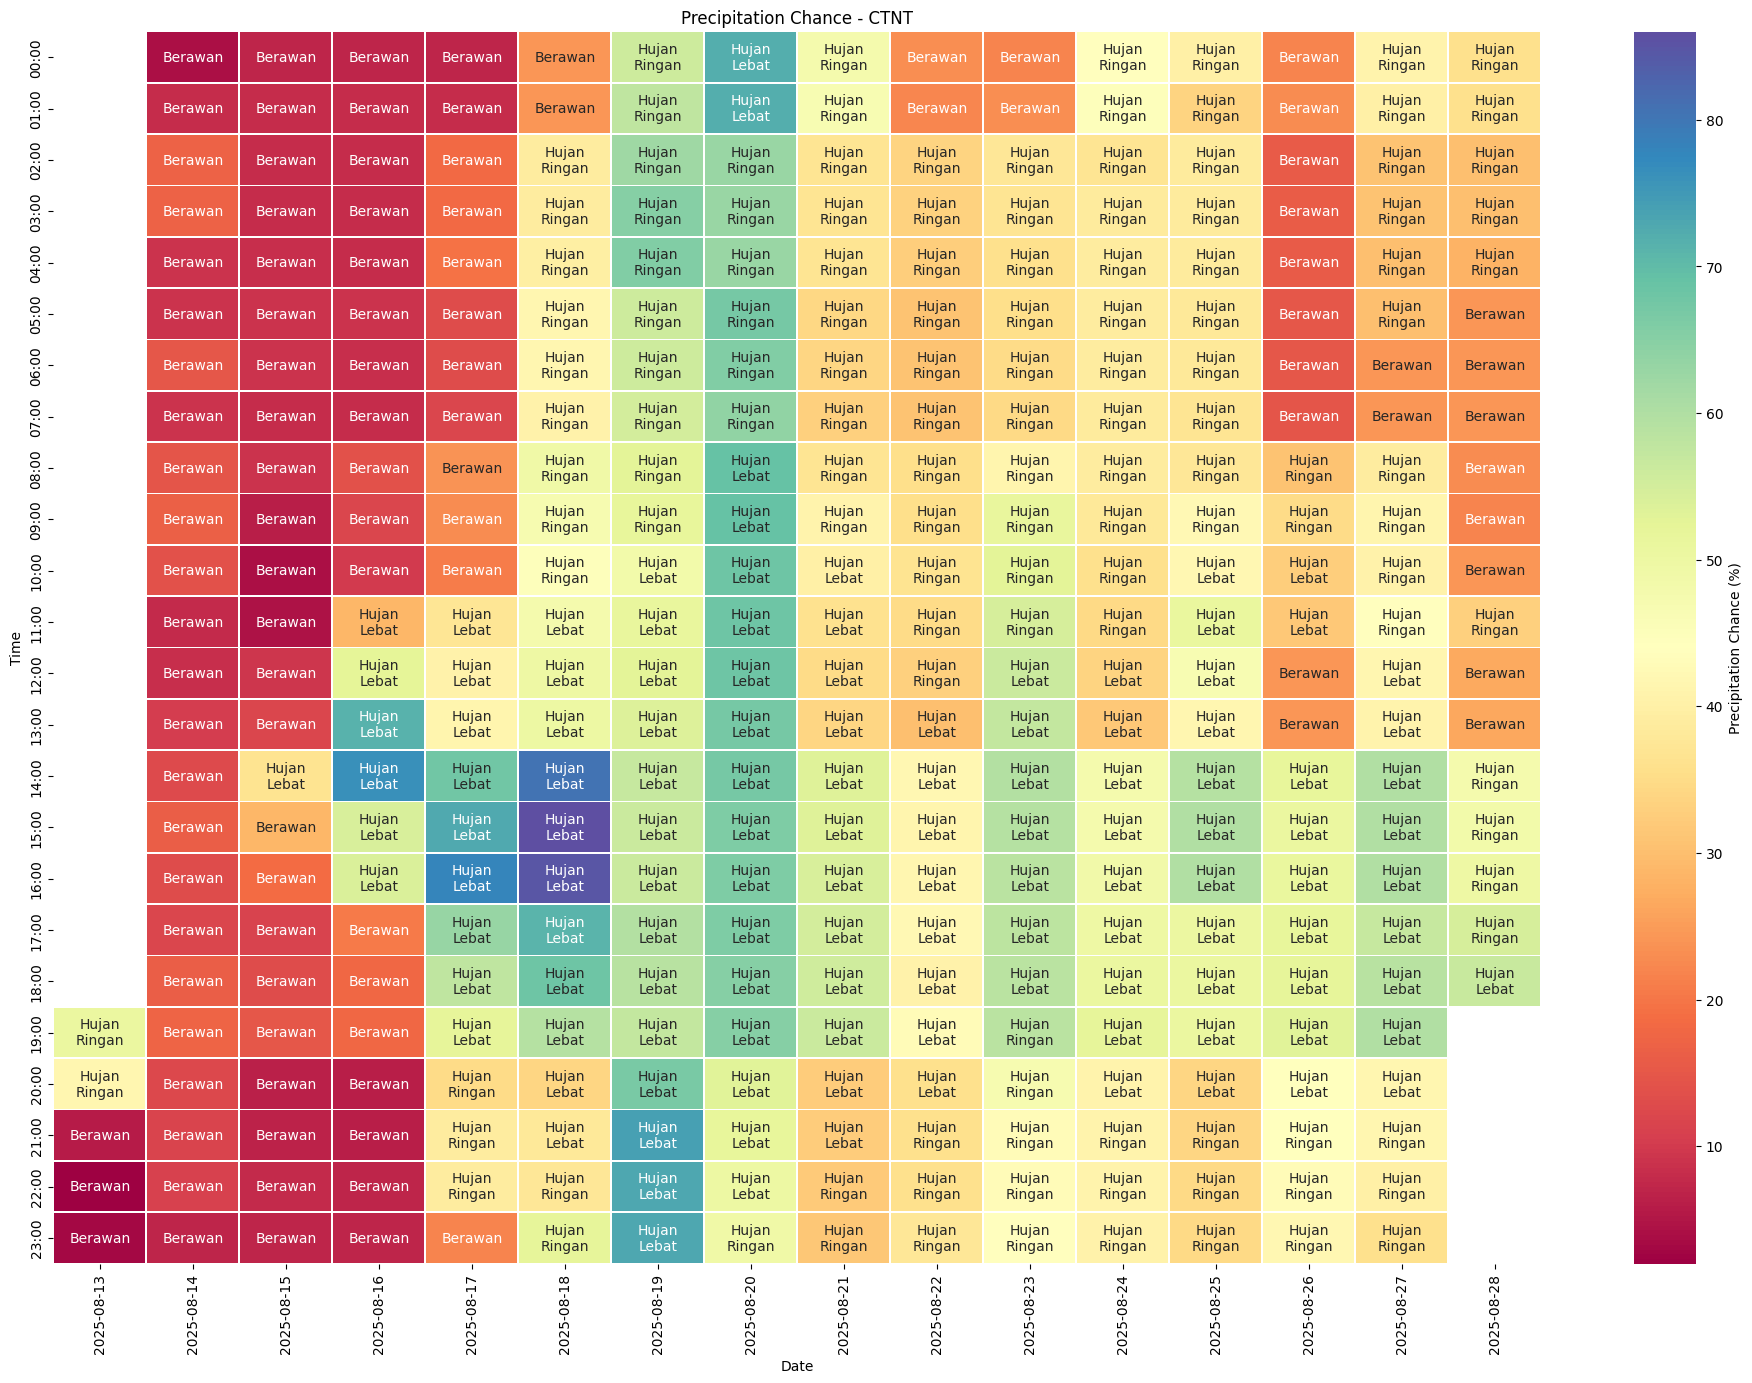 Precipitation Chance - CTNT
00:00 Berawan Berawan Berawan Berawan Berawan Hujan Ringan Hujan Lebat Hujan Ringan Berawan Berawan Hujan Ringan Hujan Ringan Berawan Hujan Ringan Hujan Ringan
01:00 Berawan Berawan Berawan Berawan Berawan Hujan Ringan Hujan Lebat Hujan Ringan Berawan Berawan Hujan Ringan Hujan Ringan Berawan Hujan Ringan Hujan Ringan
02:00 Berawan Berawan Berawan Berawan Hujan Ringan Hujan Ringan Hujan Ringan Hujan Ringan Hujan Ringan Hujan Ringan Hujan Ringan Hujan Ringan Berawan Hujan Ringan Hujan Ringan
03:00 Berawan Berawan Berawan Berawan Hujan Ringan Hujan Ringan Hujan Ringan Hujan Ringan Hujan Ringan Hujan Ringan Hujan Ringan Hujan Ringan Berawan Hujan Ringan Hujan Ringan
04:00 Berawan Berawan Berawan Berawan Hujan Ringan Hujan Ringan Hujan Ringan Hujan Ringan Hujan Ringan Hujan Ringan Hujan Ringan Hujan Ringan Berawan Hujan Ringan Hujan Ringan
05:00 Berawan Berawan Berawan Berawan Hujan Ringan Hujan Ringan Hujan Ringan Hujan Ringan Hujan Ringan Hujan Ringan Hujan Ringan Hujan Ringan Berawan Hujan Ringan Berawan
06:00 Berawan Berawan Berawan Berawan Hujan Ringan Hujan Ringan Hujan Ringan Hujan Ringan Hujan Ringan Hujan Ringan Hujan Ringan Hujan Ringan Berawan Berawan Berawan
07:00 Berawan Berawan Berawan Berawan Hujan Ringan Hujan Ringan Hujan Ringan Hujan Ringan Hujan Ringan Hujan Ringan Hujan Ringan Hujan Ringan Berawan Berawan Berawan
08:00 Berawan Berawan Berawan Berawan Hujan Ringan Hujan Ringan Hujan Lebat Hujan Ringan Hujan Ringan Hujan Ringan Hujan Ringan Hujan Ringan Hujan Ringan Hujan Ringan Berawan
09:00 Berawan Berawan Berawan Berawan Hujan Ringan Hujan Ringan Hujan Lebat Hujan Ringan Hujan Ringan Hujan Ringan Hujan Ringan Hujan Ringan Hujan Ringan Hujan Ringan Berawan
10:00 Berawan Berawan Berawan Berawan Hujan Ringan Hujan Lebat Hujan Lebat Hujan Lebat Hujan Ringan Hujan Ringan Hujan Ringan Hujan Lebat Hujan Lebat Hujan Ringan Berawan
11:00 Berawan Berawan Hujan Lebat Hujan Lebat Hujan Lebat Hujan Lebat Hujan Lebat Hujan Lebat Hujan Ringan Hujan Ringan Hujan Ringan Hujan Lebat Hujan Lebat Hujan Ringan Hujan Ringan
12:00 Berawan Berawan Hujan Lebat Hujan Lebat Hujan Lebat Hujan Lebat Hujan Lebat Hujan Lebat Hujan Ringan Hujan Lebat Hujan Lebat Hujan Lebat Berawan Hujan Lebat Berawan
13:00 Berawan Berawan Hujan Lebat Hujan Lebat Hujan Lebat Hujan Lebat Hujan Lebat Hujan Lebat Hujan Lebat Hujan Lebat Hujan Lebat Hujan Lebat Berawan Hujan Lebat Berawan
14:00 Berawan Hujan Lebat Hujan Lebat Hujan Lebat Hujan Lebat Hujan Lebat Hujan Lebat Hujan Lebat Hujan Lebat Hujan Lebat Hujan Lebat Hujan Lebat Hujan Lebat Hujan Lebat Hujan Ringan
15:00 Berawan Berawan Hujan Lebat Hujan Lebat Hujan Lebat Hujan Lebat Hujan Lebat Hujan Lebat Hujan Lebat Hujan Lebat Hujan Lebat Hujan Lebat Hujan Lebat Hujan Lebat Hujan Ringan
16:00 Berawan Berawan Hujan Lebat Hujan Lebat Hujan Lebat Hujan Lebat Hujan Lebat Hujan Lebat Hujan Lebat Hujan Lebat Hujan Lebat Hujan Lebat Hujan Lebat Hujan Lebat Hujan Ringan
17:00 Berawan Berawan Berawan Hujan Lebat Hujan Lebat Hujan Lebat Hujan Lebat Hujan Lebat Hujan Lebat Hujan Lebat Hujan Lebat Hujan Lebat Hujan Lebat Hujan Lebat Hujan Ringan
18:00 Berawan Berawan Berawan Hujan Lebat Hujan Lebat Hujan Lebat Hujan Lebat Hujan Lebat Hujan Lebat Hujan Lebat Hujan Lebat Hujan Lebat Hujan Lebat Hujan Lebat Hujan Lebat
19:00 Hujan Ringan Berawan Berawan Berawan Hujan Lebat Hujan Lebat Hujan Lebat Hujan Lebat Hujan Lebat Hujan Lebat Hujan Ringan Hujan Lebat Hujan Lebat Hujan Lebat Hujan Lebat
20:00 Hujan Ringan Berawan Berawan Berawan Hujan Ringan Hujan Lebat Hujan Lebat Hujan Lebat Hujan Lebat Hujan Lebat Hujan Ringan Hujan Lebat Hujan Lebat Hujan Lebat Hujan Lebat
21:00 Berawan Berawan Berawan Berawan Hujan Ringan Hujan Lebat Hujan Lebat Hujan Lebat Hujan Lebat Hujan Ringan Hujan Ringan Hujan Ringan Hujan Ringan Hujan Ringan Hujan Ringan
22:00 Berawan Berawan Berawan Berawan Hujan Ringan Hujan Ringan Hujan Lebat Hujan Lebat Hujan Ringan Hujan Ringan Hujan Ringan Hujan Ringan Hujan Ringan Hujan Ringan Hujan Ringan
23:00 Berawan Berawan Berawan Berawan Berawan Hujan Ringan Hujan Lebat Hujan Ringan Hujan Ringan Hujan Ringan Hujan Ringan Hujan Ringan Hujan Ringan Hujan Ringan Hujan Ringan
Time
2025-08-13 2025-08-14 2025-08-15 2025-08-16 2025-08-17 2025-08-18 2025-08-19 2025-08-20 2025-08-21 2025-08-22 2025-08-23 2025-08-24 2025-08-25 2025-08-26 2025-08-27 2025-08-28
Date
80
70
60
50
40
30
20
10
Precipitation Chance (%)